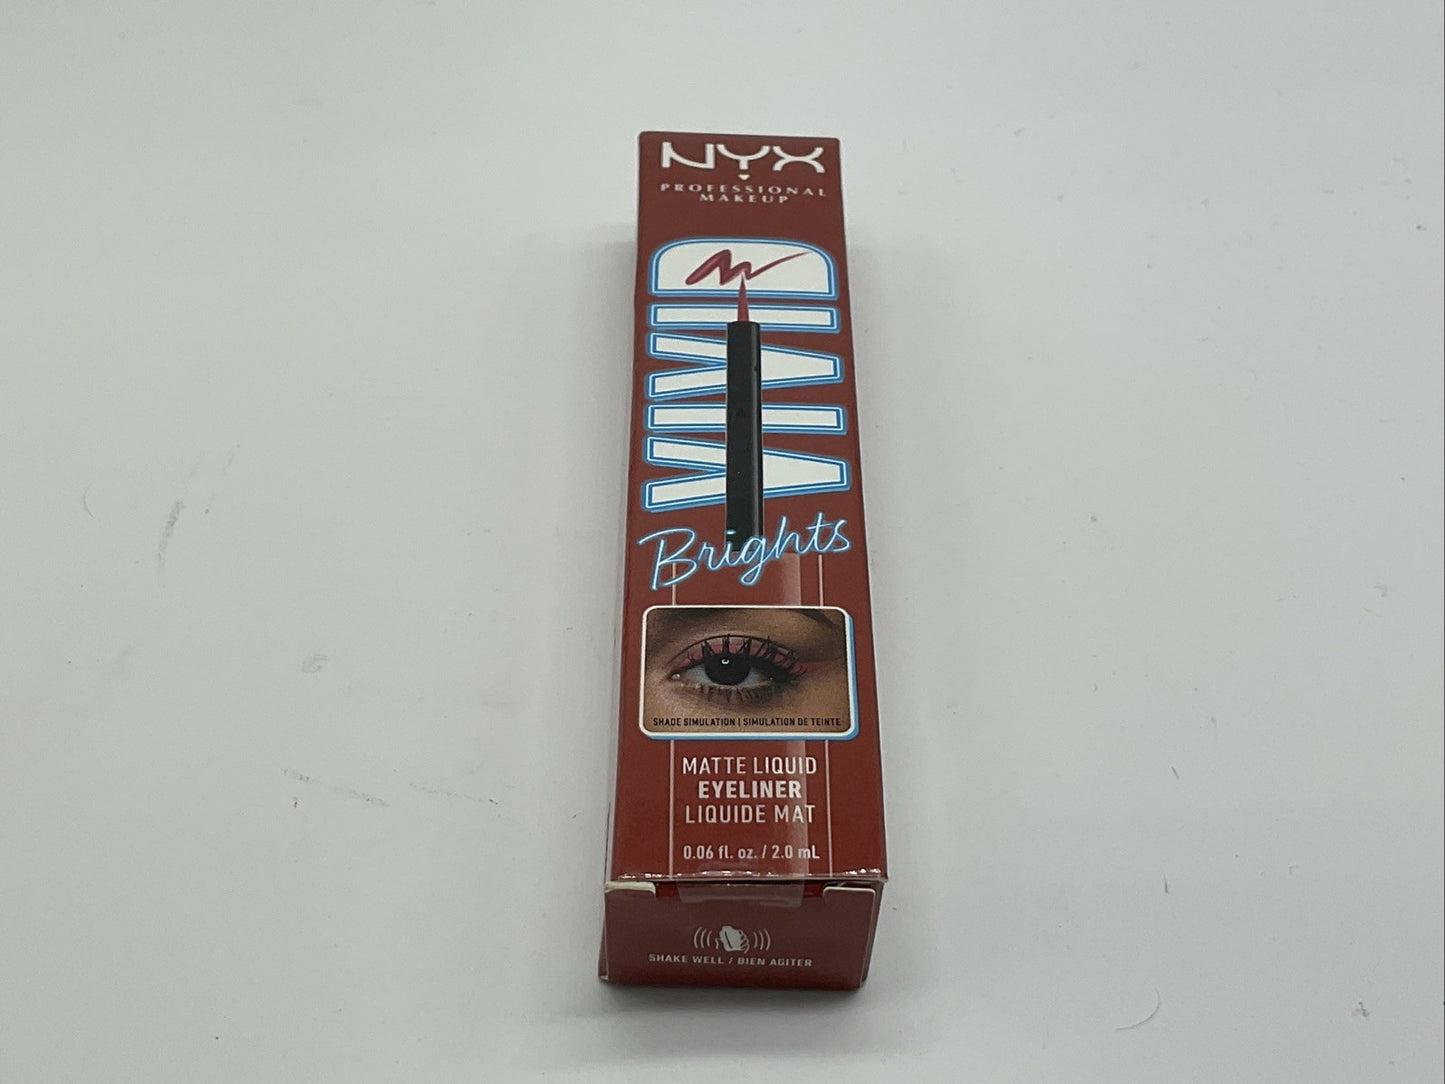 NYX
PROFESSIONAL
MAKEUP
VIVID
Brights
SHADE SIMULATION | SIMULATION DE TEINTE
MATTE LIQUID
EYELINER
LIQUIDE MAT
0.06 fl. oz. / 2.0 mL
SHAKE WELL / BIEN AGITER